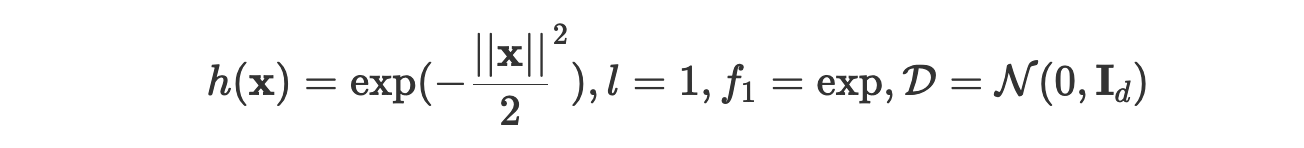 h(𝐱) = exp(−||𝐱||²/2), l = 1, f₁ = exp, 𝒟 = 𝒩(0, 𝐈_d)